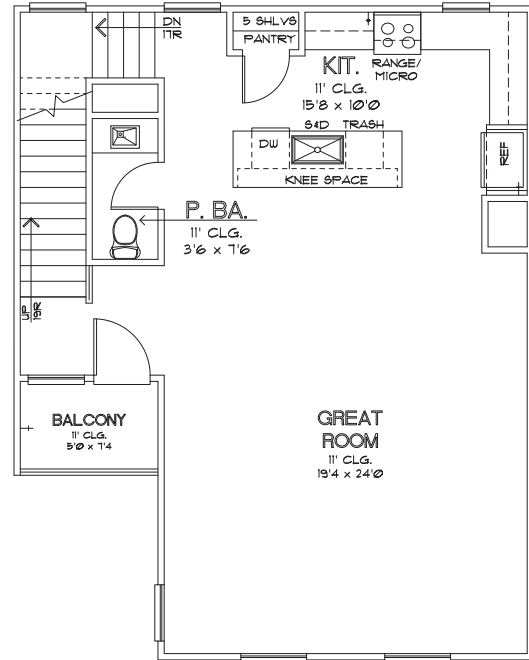 DN
17R
5 SHLVS
PANTRY
KIT.
11' CLG.
15'8 x 10'0
RANGE/
MICRO
S&D TRASH
DW
KNEE SPACE
REF
P. BA.
11' CLG.
3'6 x 7'6
UP
19R
BALCONY
11' CLG.
5'0 x 7'4
GREAT
ROOM
11' CLG.
19'4 x 24'0